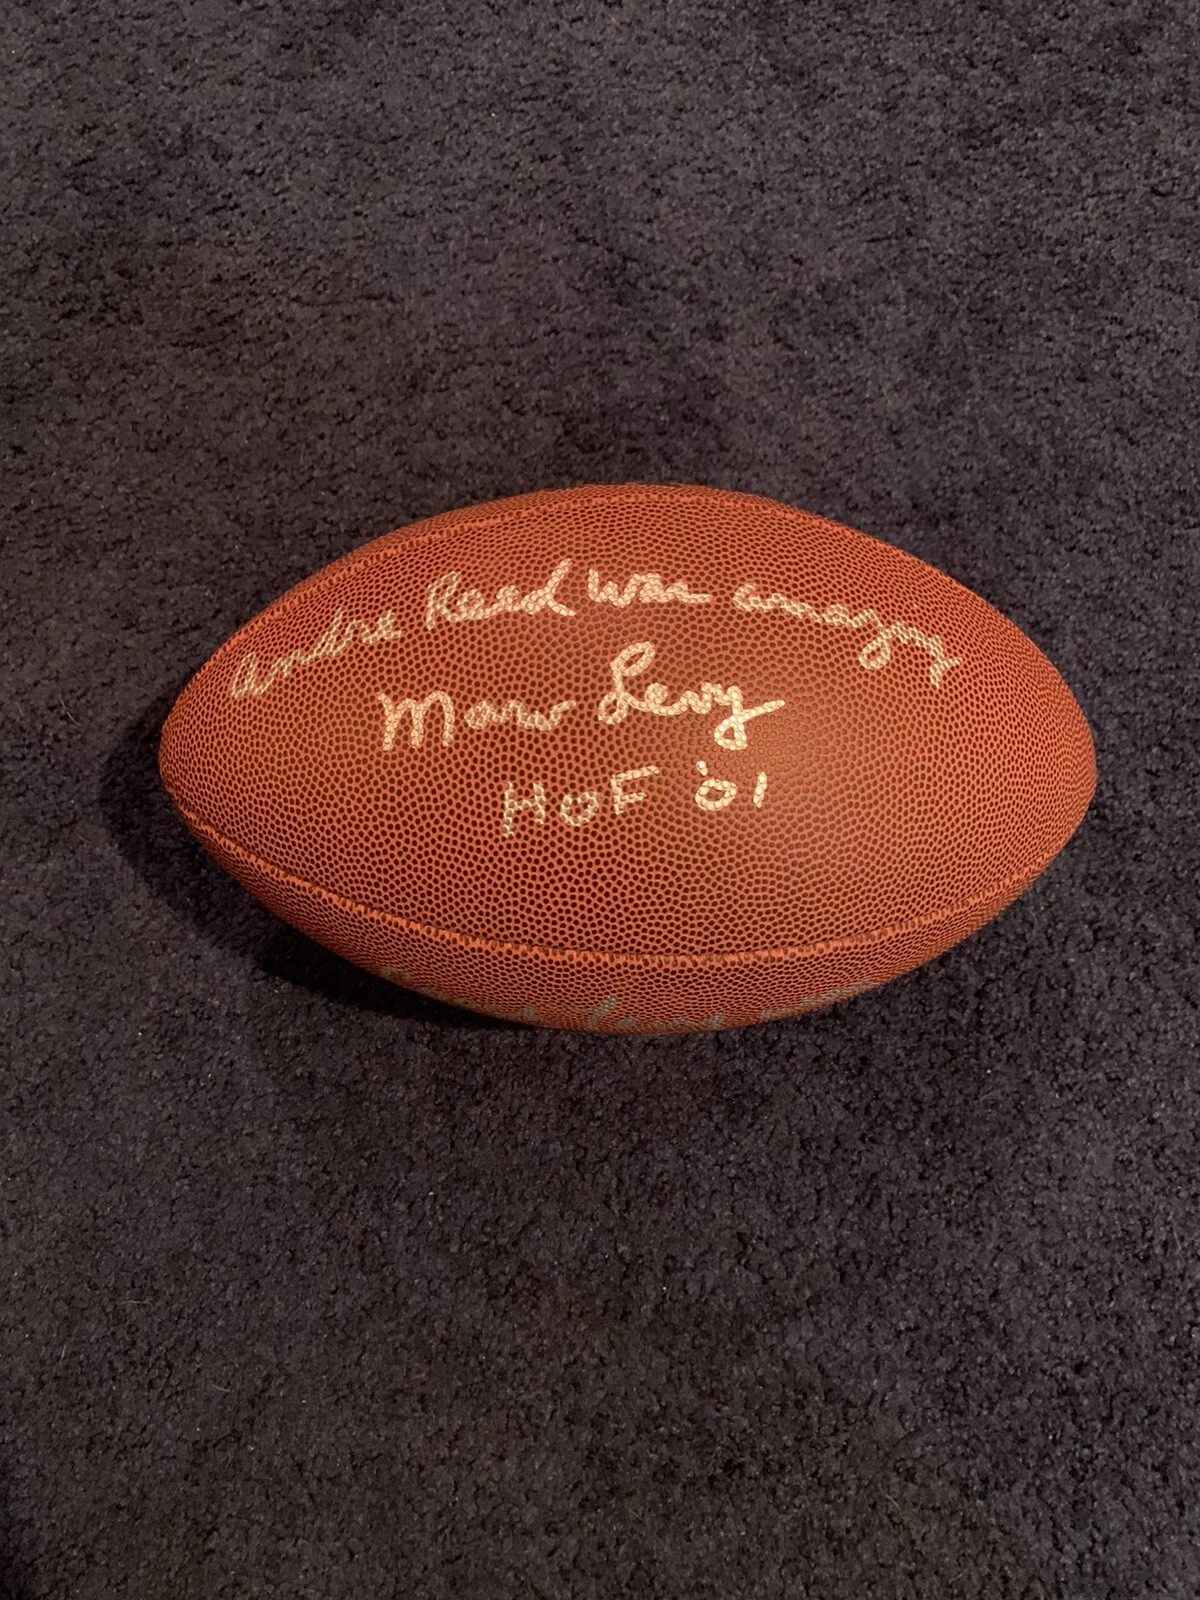 Andre Reed was amazing
Marv Levy
HOF '01